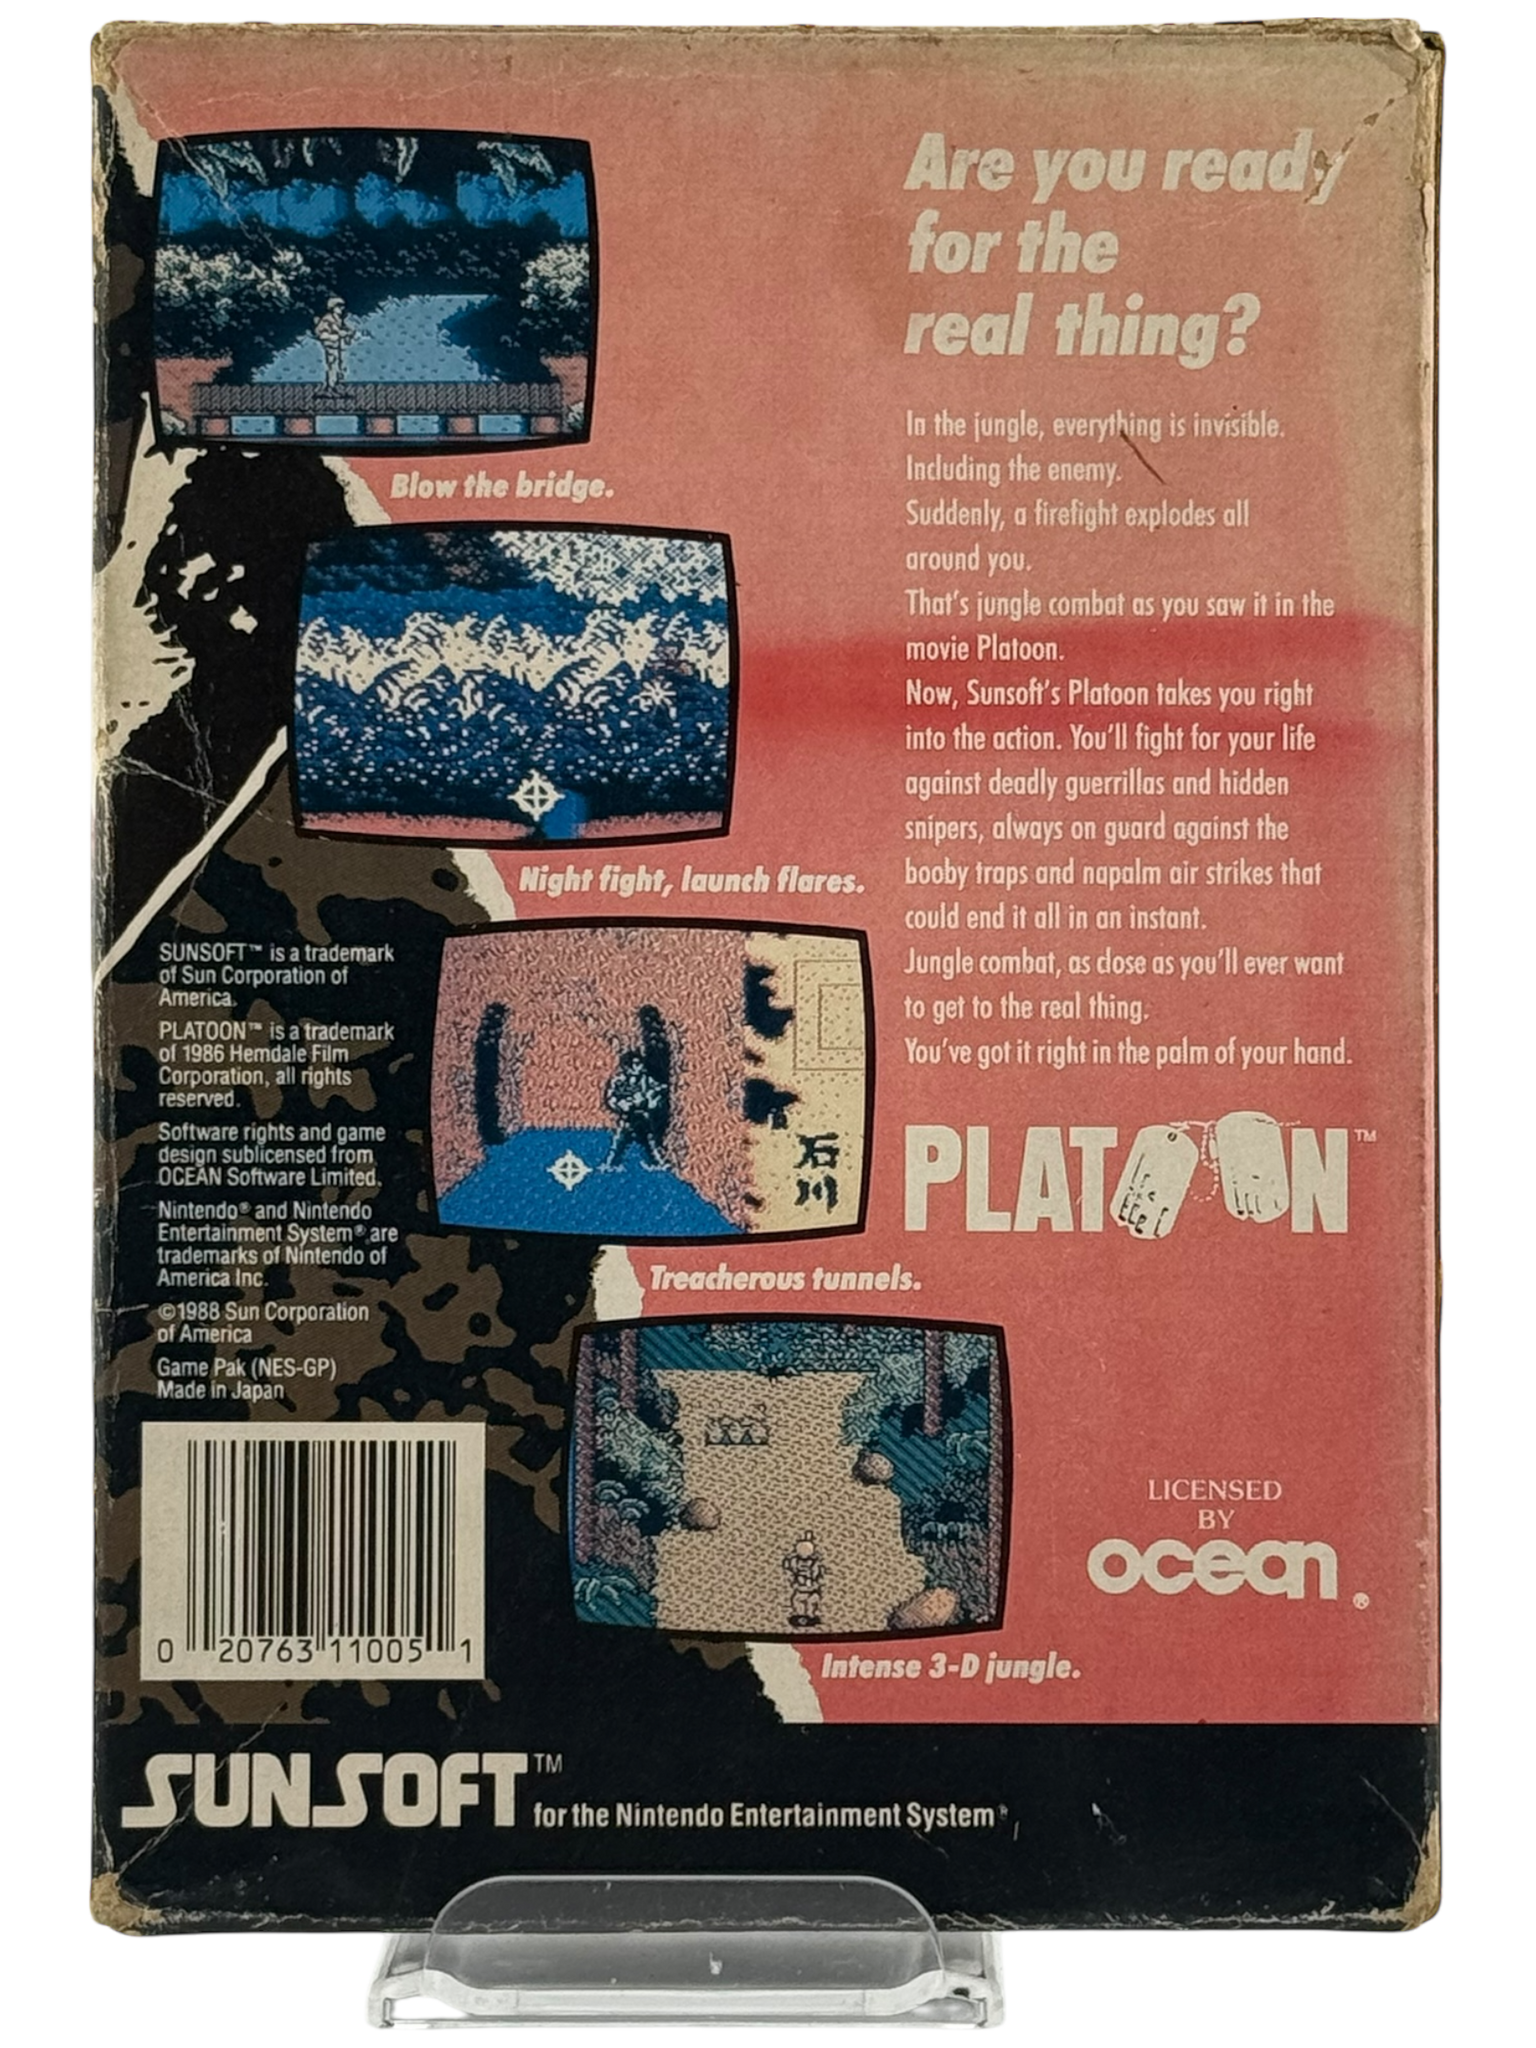 Are you ready
for the
real thing?
In the jungle, everything is invisible.
Including the enemy.
Suddenly, a firefight explodes all
around you.
That's jungle combat as you saw it in the
movie Platoon.
Now, Sunsoft's Platoon takes you right
into the action. You'll fight for your life
against deadly guerrillas and hidden
snipers, always on guard against the
booby traps and napalm air strikes that
could end it all in an instant.
Jungle combat, as close as you'll ever want
to get to the real thing.
You've got it right in the palm of your hand.
PLATOON™
LICENSED
BY
ocean®
Blow the bridge.
Night fight, launch flares.
石
川
Treacherous tunnels.
Intense 3-D jungle.
SUNSOFT™ is a trademark
of Sun Corporation of
America.
PLATOON™ is a trademark
of 1986 Hemdale Film
Corporation, all rights
reserved.
Software rights and game
design sublicensed from
OCEAN Software Limited.
Nintendo® and Nintendo
Entertainment System® are
trademarks of Nintendo of
America Inc.
©1988 Sun Corporation
of America
Game Pak (NES-GP)
Made in Japan
0 20763 11005 1
SUNSOFT™
for the Nintendo Entertainment System®